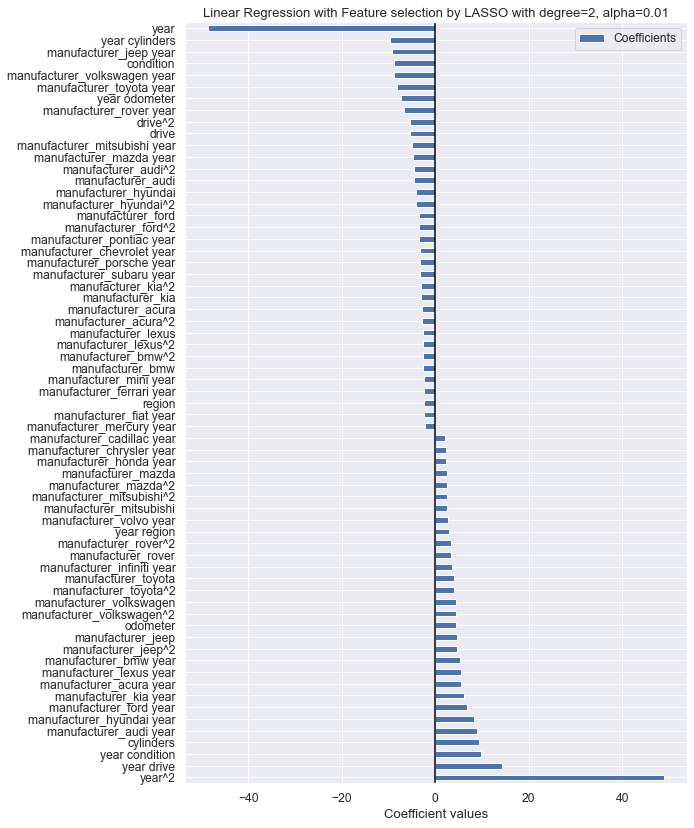 Linear Regression with Feature selection by LASSO with degree=2, alpha=0.01
Coefficients
year
year cylinders
manufacturer_jeep year
condition
manufacturer_volkswagen year
manufacturer_toyota year
year odometer
manufacturer_rover year
drive^2
drive
manufacturer_mitsubishi year
manufacturer_mazda year
manufacturer_audi^2
manufacturer_audi
manufacturer_hyundai
manufacturer_hyundai^2
manufacturer_ford
manufacturer_ford^2
manufacturer_pontiac year
manufacturer_chevrolet year
manufacturer_porsche year
manufacturer_subaru year
manufacturer_kia^2
manufacturer_kia
manufacturer_acura
manufacturer_acura^2
manufacturer_lexus
manufacturer_lexus^2
manufacturer_bmw^2
manufacturer_bmw
manufacturer_mini year
manufacturer_ferrari year
region
manufacturer_fiat year
manufacturer_mercury year
manufacturer_cadillac year
manufacturer_chrysler year
manufacturer_honda year
manufacturer_mazda
manufacturer_mazda^2
manufacturer_mitsubishi^2
manufacturer_mitsubishi
manufacturer_volvo year
year region
manufacturer_rover^2
manufacturer_rover
manufacturer_infiniti year
manufacturer_toyota
manufacturer_toyota^2
manufacturer_volkswagen
manufacturer_volkswagen^2
odometer
manufacturer_jeep
manufacturer_jeep^2
manufacturer_bmw year
manufacturer_lexus year
manufacturer_acura year
manufacturer_kia year
manufacturer_ford year
manufacturer_hyundai year
manufacturer_audi year
cylinders
year condition
year drive
year^2
−40 −20 0 20 40
Coefficient values